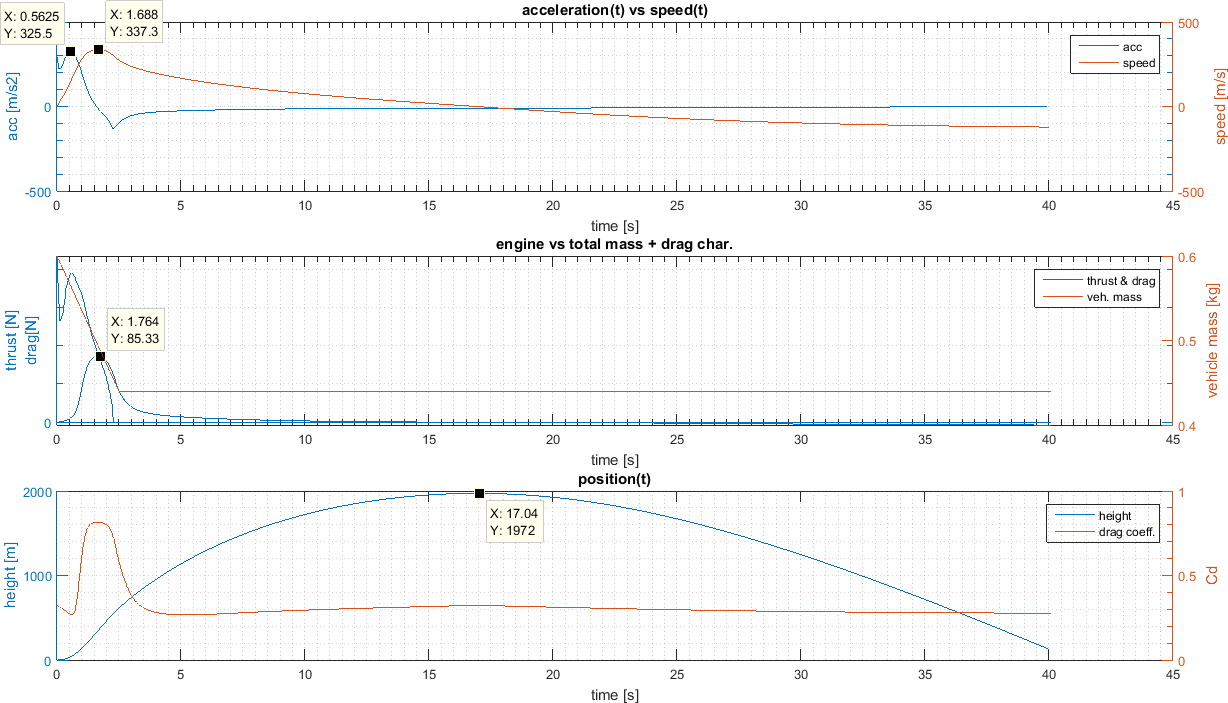 acceleration(t) vs speed(t)
X: 0.5625
Y: 325.5
X: 1.688
Y: 337.3
acc
speed
acc [m/s2]
0
-500
500
0
-500
speed [m/s]
0 5 10 15 20 25 30 35 40 45
time [s]
engine vs total mass + drag char.
thrust & drag
veh. mass
X: 1.764
Y: 85.33
thrust [N]
drag[N]
0
0.6
0.5
0.4
vehicle mass [kg]
0 5 10 15 20 25 30 35 40 45
time [s]
position(t)
height
drag coeff.
X: 17.04
Y: 1972
height [m]
2000
1000
0
1
0.5
0
Cd
0 5 10 15 20 25 30 35 40 45
time [s]